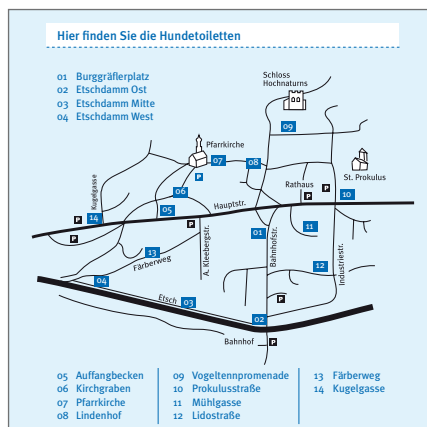 Hier finden Sie die Hundetoiletten
01 Burggräflerplatz
02 Etschdamm Ost
03 Etschdamm Mitte
04 Etschdamm West
Schloss
Hochnaturns
09
Pfarrkirche
07
08
P
St. Prokulus
Rathaus
P
P
10
Kugelgasse
06
05
Hauptstr.
P
14
P
P
01
11
A. Kleebergstr.
Bahnhofstr.
Industriestr.
13
Färberweg
12
04
Etsch
03
P
02
Bahnhof
P
05 Auffangbecken
06 Kirchgraben
07 Pfarrkirche
08 Lindenhof
09 Vogeltennpromenade
10 Prokulusstraße
11 Mühlgasse
12 Lidostraße
13 Färberweg
14 Kugelgasse